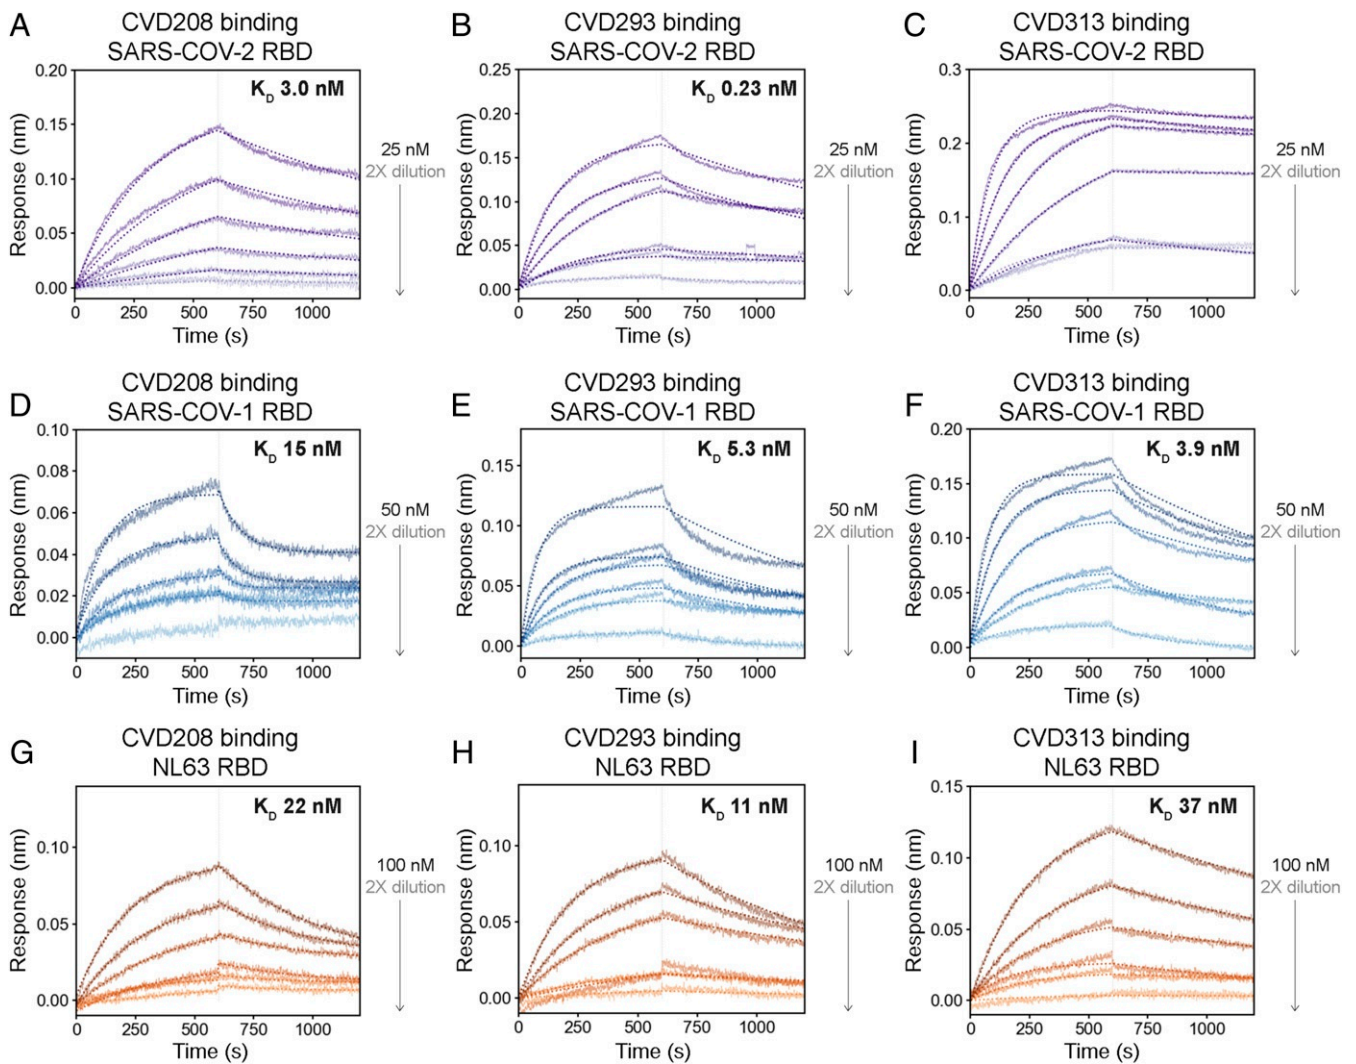 A
CVD208 binding
SARS-COV-2 RBD
K_D 3.0 nM
Response (nm)
0.20
0.15
0.10
0.05
0.00
0 250 500 750 1000
Time (s)
25 nM
2X dilution
B
CVD293 binding
SARS-COV-2 RBD
K_D 0.23 nM
Response (nm)
0.25
0.20
0.15
0.10
0.05
0.00
0 250 500 750 1000
Time (s)
25 nM
2X dilution
C
CVD313 binding
SARS-COV-2 RBD
Response (nm)
0.3
0.2
0.1
0.0
0 250 500 750 1000
Time (s)
25 nM
2X dilution
D
CVD208 binding
SARS-COV-1 RBD
K_D 15 nM
Response (nm)
0.10
0.08
0.06
0.04
0.02
0.00
0 250 500 750 1000
Time (s)
50 nM
2X dilution
E
CVD293 binding
SARS-COV-1 RBD
K_D 5.3 nM
Response (nm)
0.15
0.10
0.05
0.00
0 250 500 750 1000
Time (s)
50 nM
2X dilution
F
CVD313 binding
SARS-COV-1 RBD
K_D 3.9 nM
Response (nm)
0.20
0.15
0.10
0.05
0.00
0 250 500 750 1000
Time (s)
50 nM
2X dilution
G
CVD208 binding
NL63 RBD
K_D 22 nM
Response (nm)
0.10
0.05
0.00
0 250 500 750 1000
Time (s)
100 nM
2X dilution
H
CVD293 binding
NL63 RBD
K_D 11 nM
Response (nm)
0.10
0.05
0.00
0 250 500 750 1000
Time (s)
100 nM
2X dilution
I
CVD313 binding
NL63 RBD
K_D 37 nM
Response (nm)
0.15
0.10
0.05
0.00
0 250 500 750 1000
Time (s)
100 nM
2X dilution